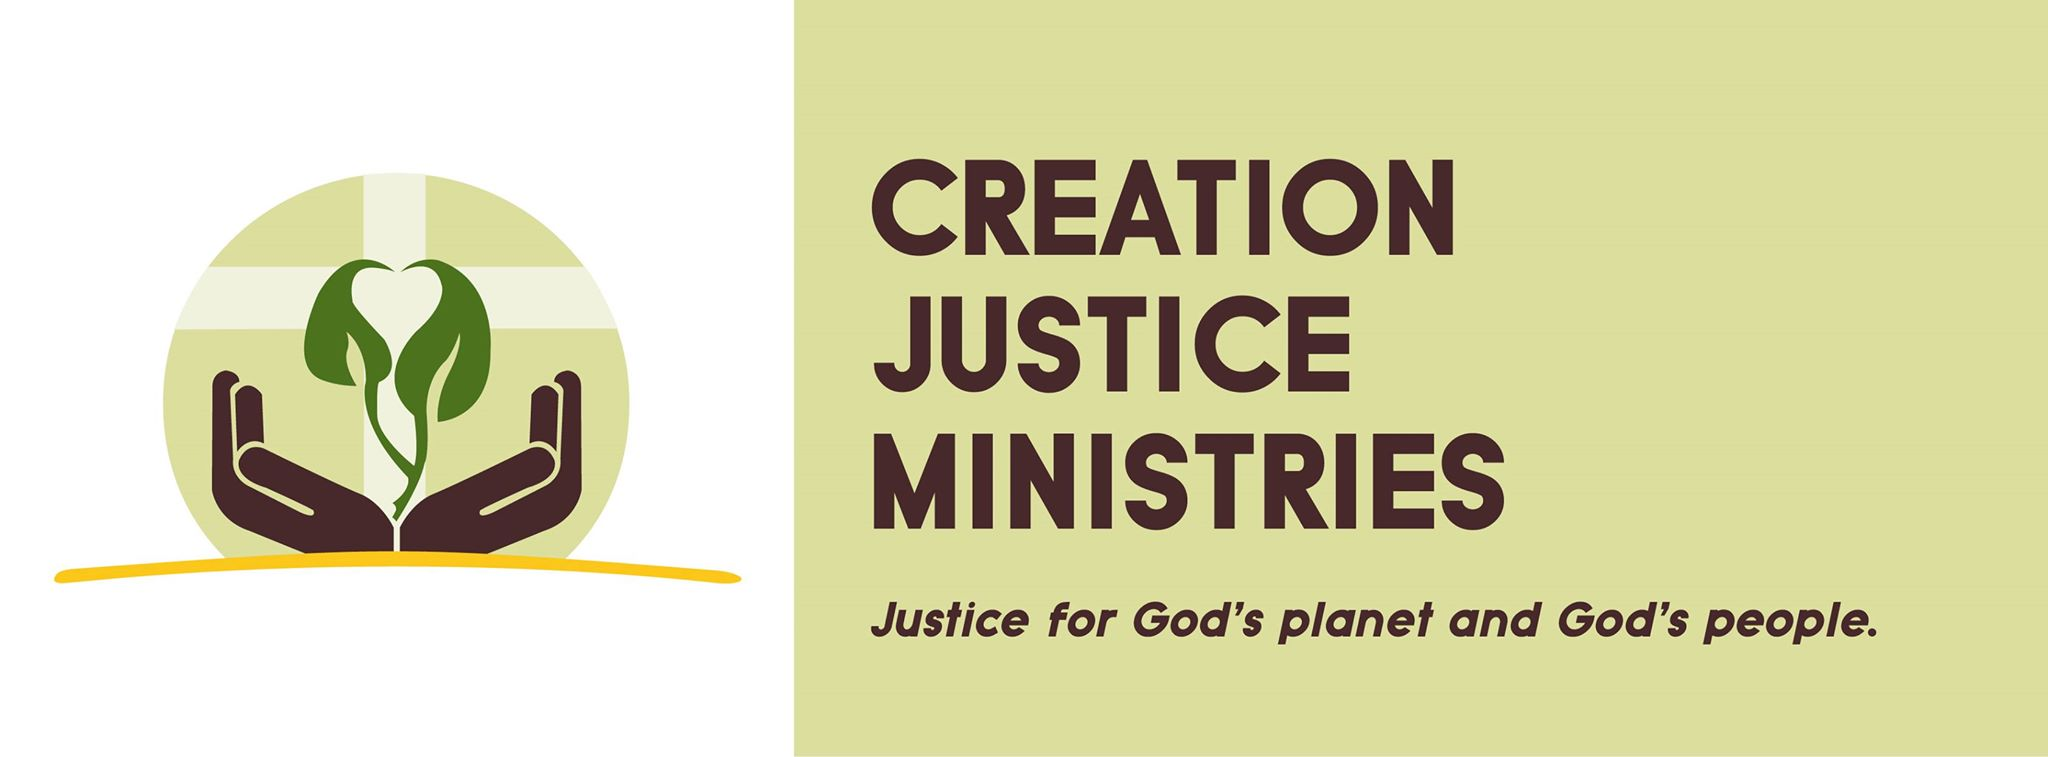 CREATION
JUSTICE
MINISTRIES
Justice for God's planet and God's people.